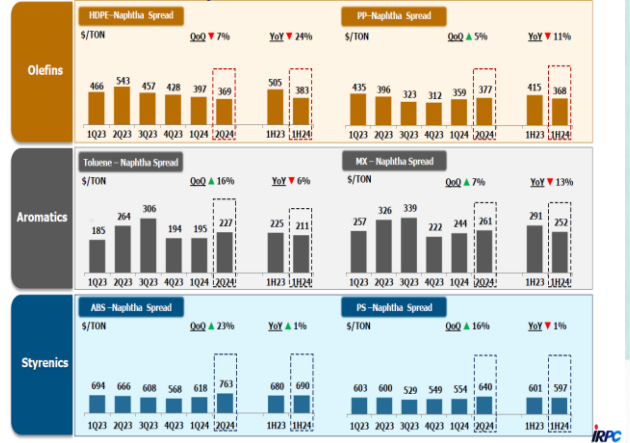 Olefins
HDPE–Naphtha Spread
$/TON
QoQ ▼ 7%
YoY ▼ 24%
466 543 457 428 397 369 505 383
1Q23 2Q23 3Q23 4Q23 1Q24 2Q24 1H23 1H24
PP–Naphtha Spread
$/TON
QoQ ▲ 5%
YoY ▼ 11%
435 396 323 312 359 377 415 368
1Q23 2Q23 3Q23 4Q23 1Q24 2Q24 1H23 1H24
Aromatics
Toluene – Naphtha Spread
$/TON
QoQ ▲ 16%
YoY ▼ 6%
185 264 306 194 195 227 225 211
1Q23 2Q23 3Q23 4Q23 1Q24 2Q24 1H23 1H24
MX – Naphtha Spread
$/TON
QoQ ▲ 7%
YoY ▼ 13%
257 326 339 222 244 261 291 252
1Q23 2Q23 3Q23 4Q23 1Q24 2Q24 1H23 1H24
Styrenics
ABS –Naphtha Spread
$/TON
QoQ ▲ 23%
YoY ▲ 1%
694 666 608 568 618 763 680 690
1Q23 2Q23 3Q23 4Q23 1Q24 2Q24 1H23 1H24
PS –Naphtha Spread
$/TON
QoQ ▲ 16%
YoY ▼ 1%
603 600 529 549 554 640 601 597
1Q23 2Q23 3Q23 4Q23 1Q24 2Q24 1H23 1H24
IRPC